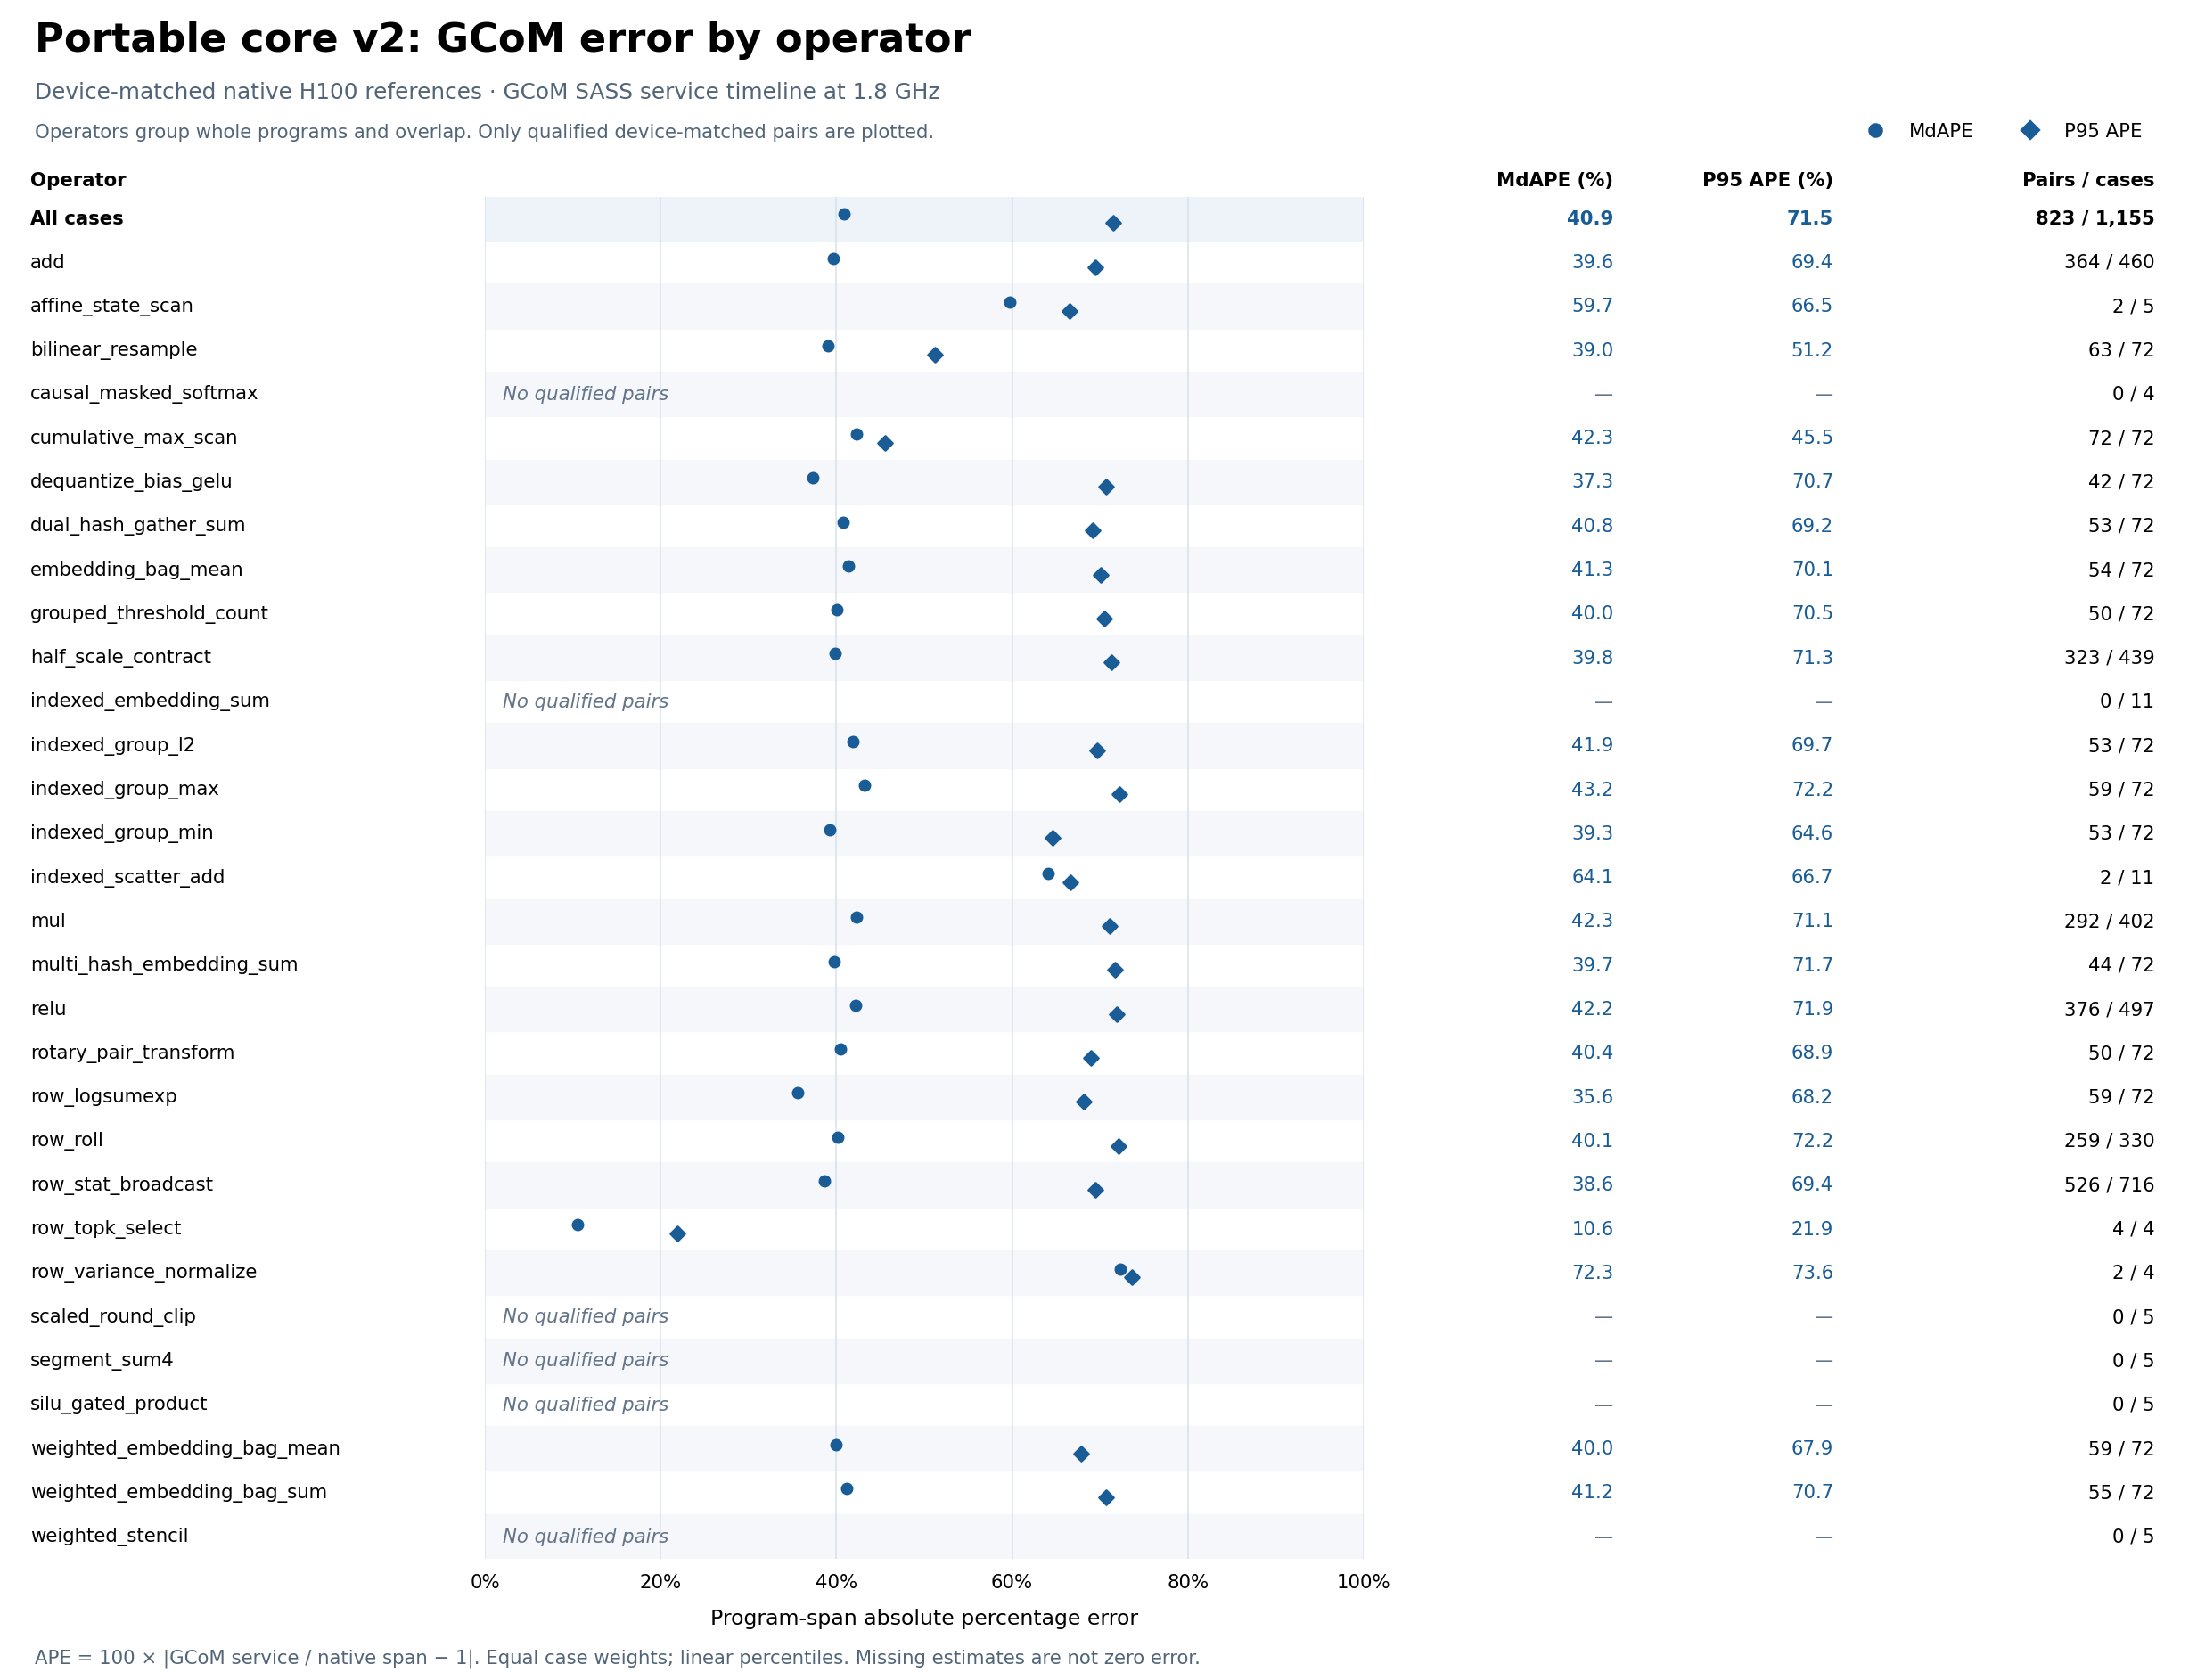 Portable core v2: GCoM error by operator
Device-matched native H100 references · GCoM SASS service timeline at 1.8 GHz
Operators group whole programs and overlap. Only qualified device-matched pairs are plotted.
MdAPE P95 APE
Operator MdAPE (%) P95 APE (%) Pairs / cases
All cases 40.9 71.5 823 / 1,155
add 39.6 69.4 364 / 460
affine_state_scan 59.7 66.5 2 / 5
bilinear_resample 39.0 51.2 63 / 72
causal_masked_softmax No qualified pairs — — 0 / 4
cumulative_max_scan 42.3 45.5 72 / 72
dequantize_bias_gelu 37.3 70.7 42 / 72
dual_hash_gather_sum 40.8 69.2 53 / 72
embedding_bag_mean 41.3 70.1 54 / 72
grouped_threshold_count 40.0 70.5 50 / 72
half_scale_contract 39.8 71.3 323 / 439
indexed_embedding_sum No qualified pairs — — 0 / 11
indexed_group_l2 41.9 69.7 53 / 72
indexed_group_max 43.2 72.2 59 / 72
indexed_group_min 39.3 64.6 53 / 72
indexed_scatter_add 64.1 66.7 2 / 11
mul 42.3 71.1 292 / 402
multi_hash_embedding_sum 39.7 71.7 44 / 72
relu 42.2 71.9 376 / 497
rotary_pair_transform 40.4 68.9 50 / 72
row_logsumexp 35.6 68.2 59 / 72
row_roll 40.1 72.2 259 / 330
row_stat_broadcast 38.6 69.4 526 / 716
row_topk_select 10.6 21.9 4 / 4
row_variance_normalize 72.3 73.6 2 / 4
scaled_round_clip No qualified pairs — — 0 / 5
segment_sum4 No qualified pairs — — 0 / 5
silu_gated_product No qualified pairs — — 0 / 5
weighted_embedding_bag_mean 40.0 67.9 59 / 72
weighted_embedding_bag_sum 41.2 70.7 55 / 72
weighted_stencil No qualified pairs — — 0 / 5
0% 20% 40% 60% 80% 100%
Program-span absolute percentage error
APE = 100 × |GCoM service / native span − 1|. Equal case weights; linear percentiles. Missing estimates are not zero error.